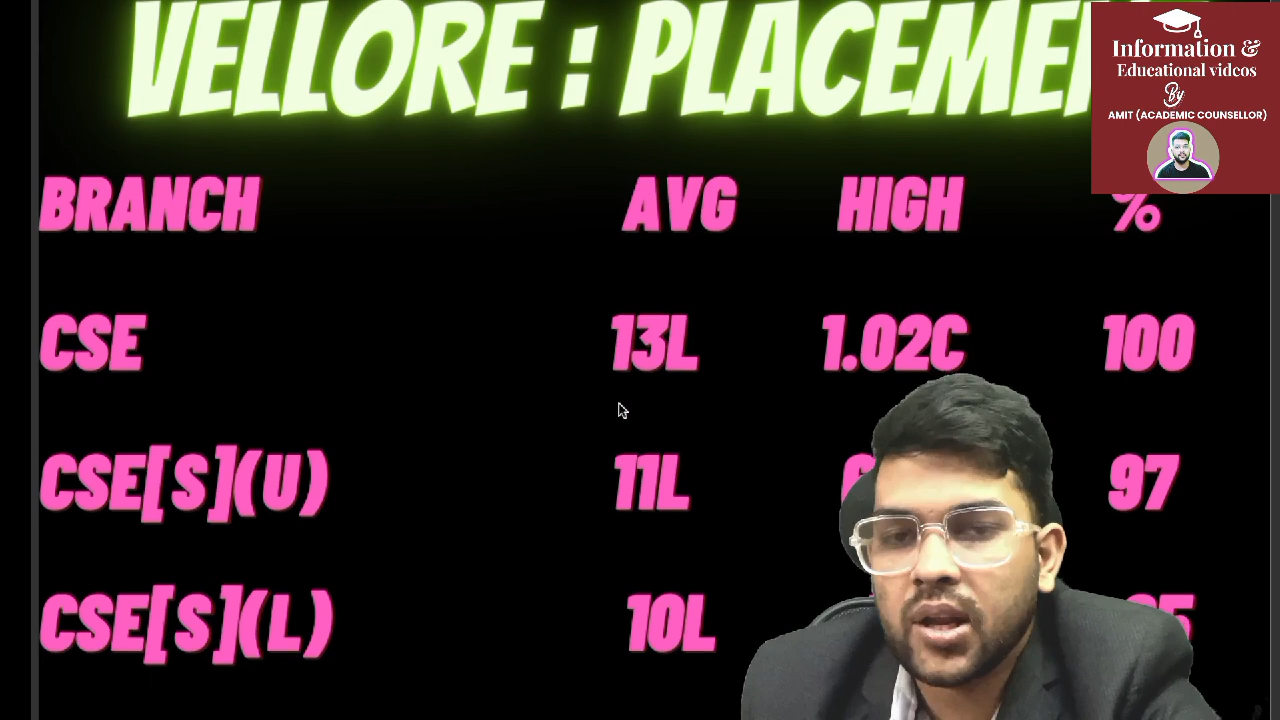 VELLORE : PLACEMEN
Information &
Educational videos
By
AMIT (ACADEMIC COUNSELLOR)
BRANCH AVG HIGH %
CSE 13L 1.02C 100
CSE[S](U) 11L 97
CSE[S](L) 10L